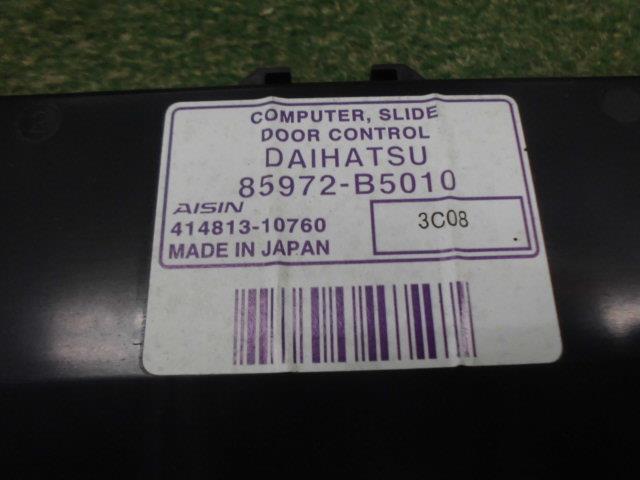 COMPUTER, SLIDE
DOOR CONTROL
DAIHATSU
85972-B5010
AISIN
414813-10760
3C08
MADE IN JAPAN